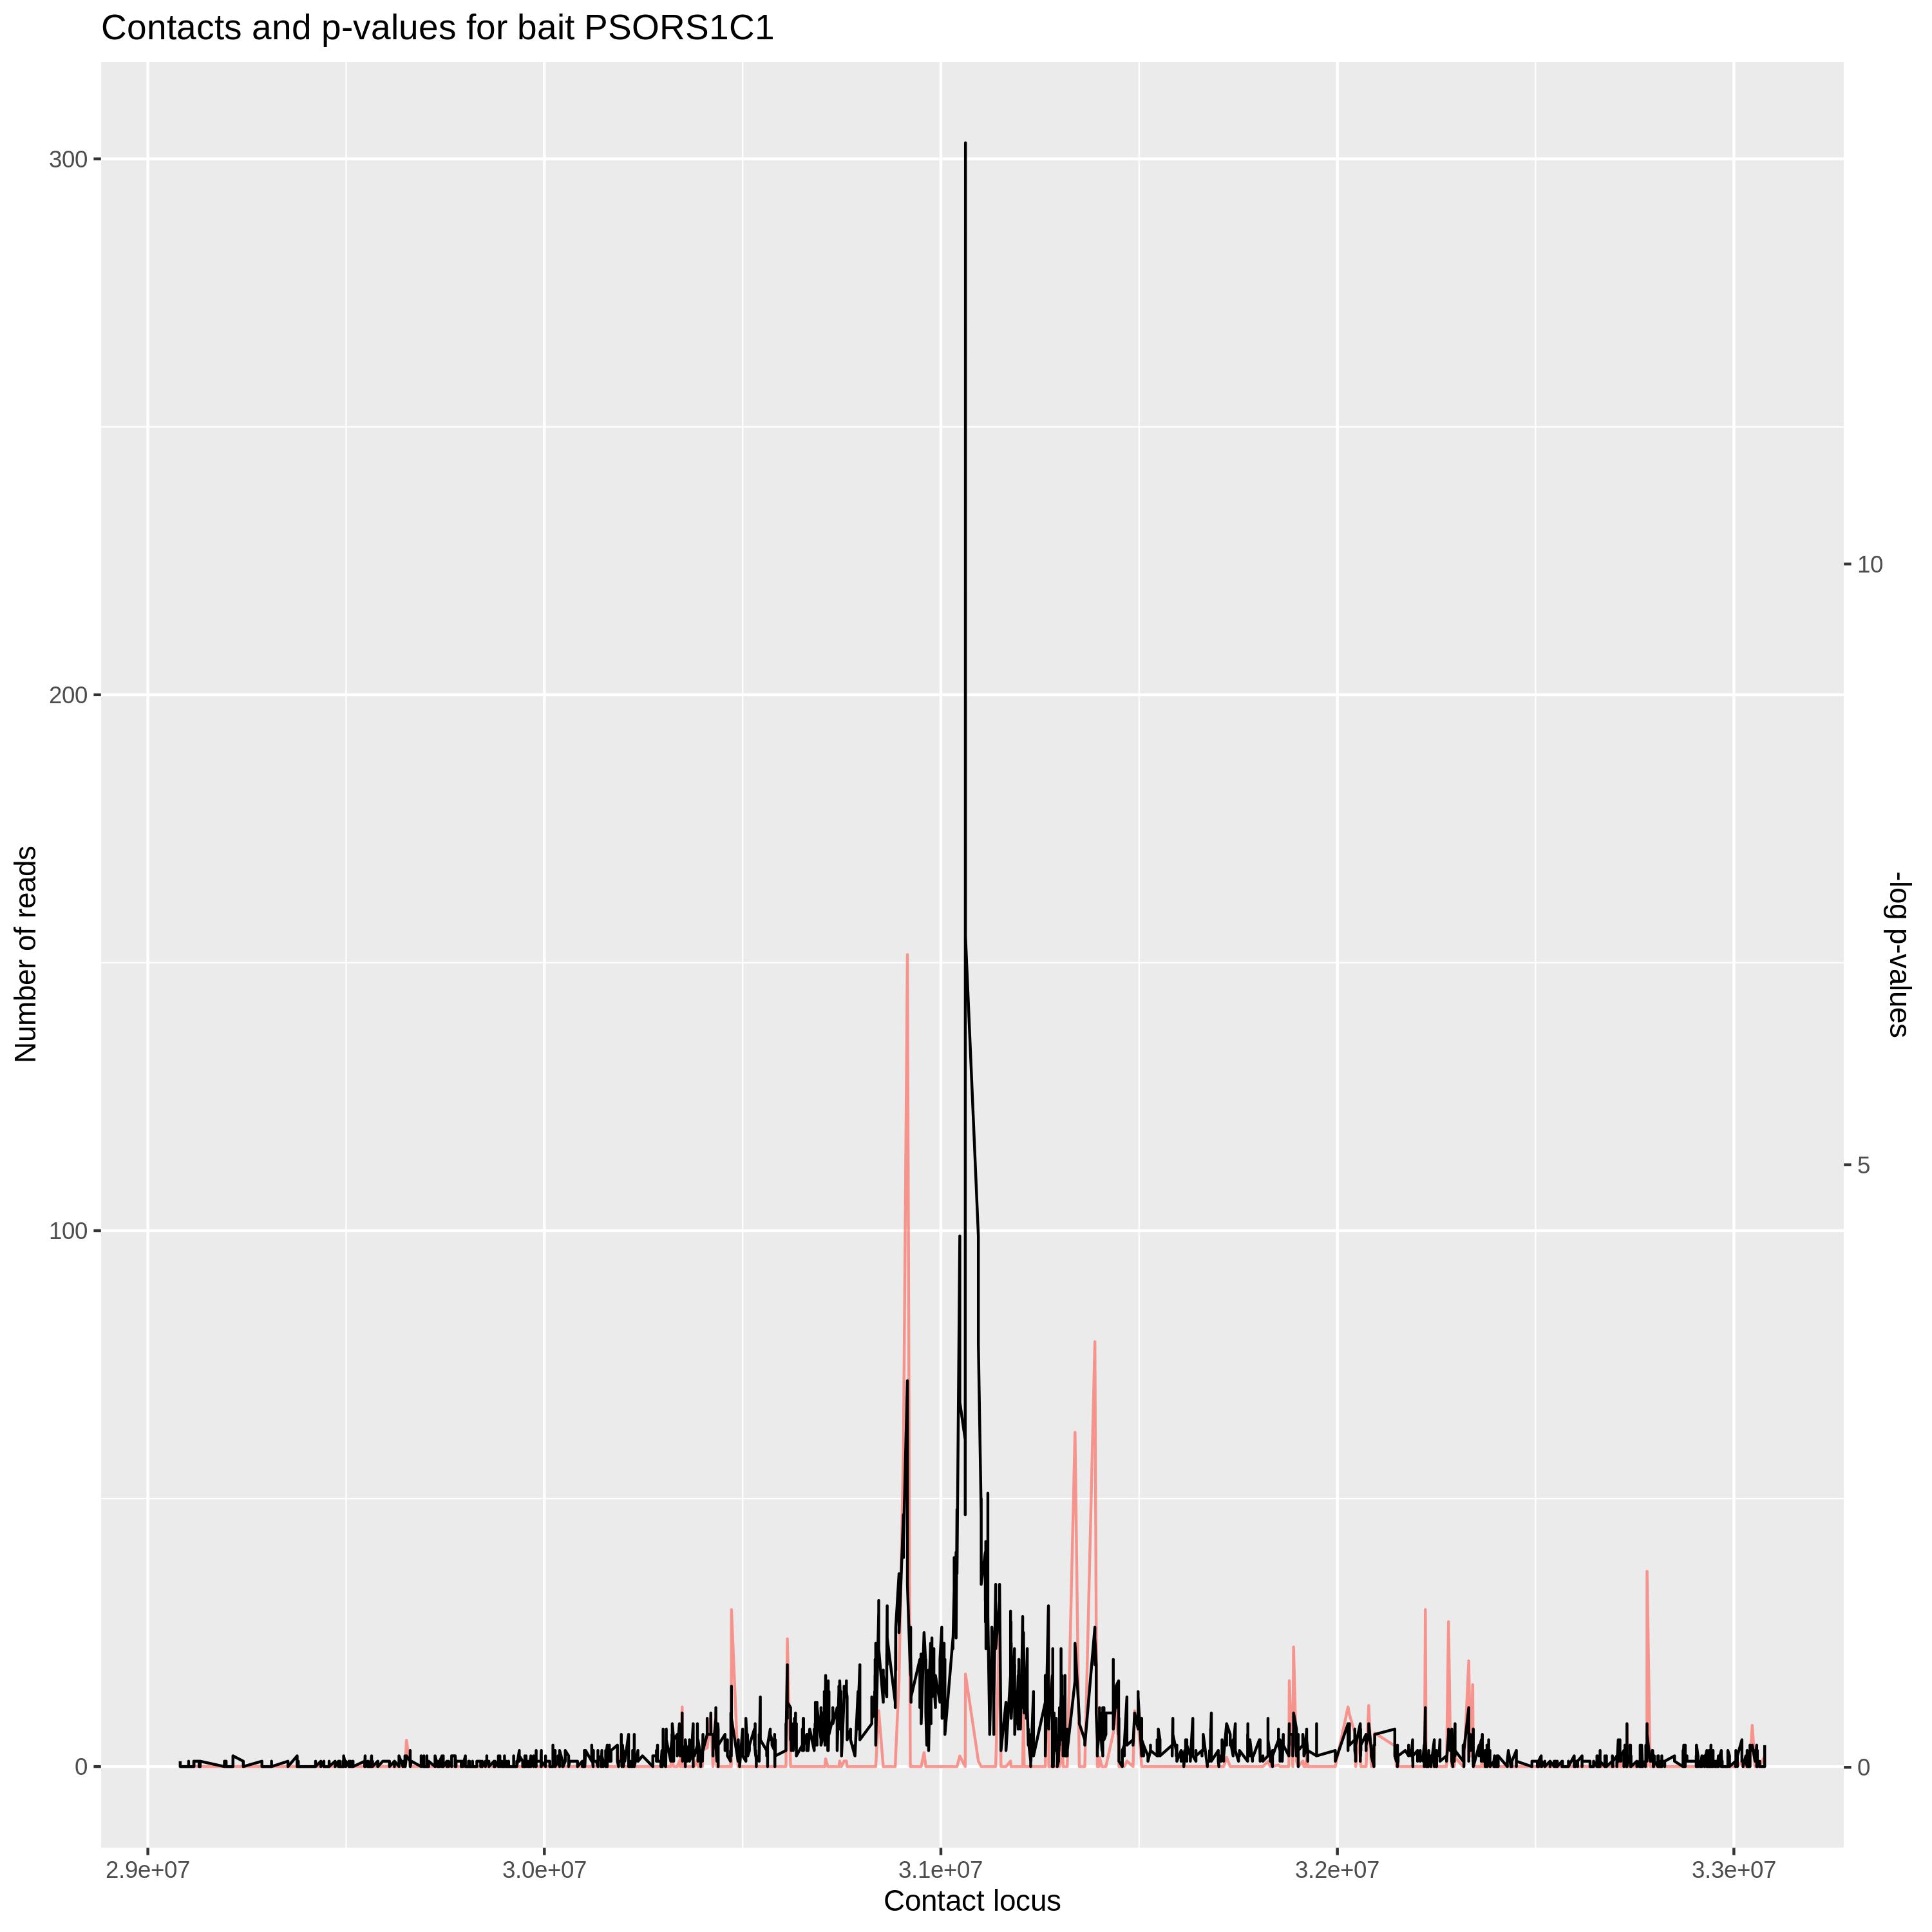 Contacts and p-values for bait PSORS1C1
Number of reads
300
200
100
0
10
5
0
-log p-values
2.9e+07 3.0e+07 3.1e+07 3.2e+07 3.3e+07
Contact locus